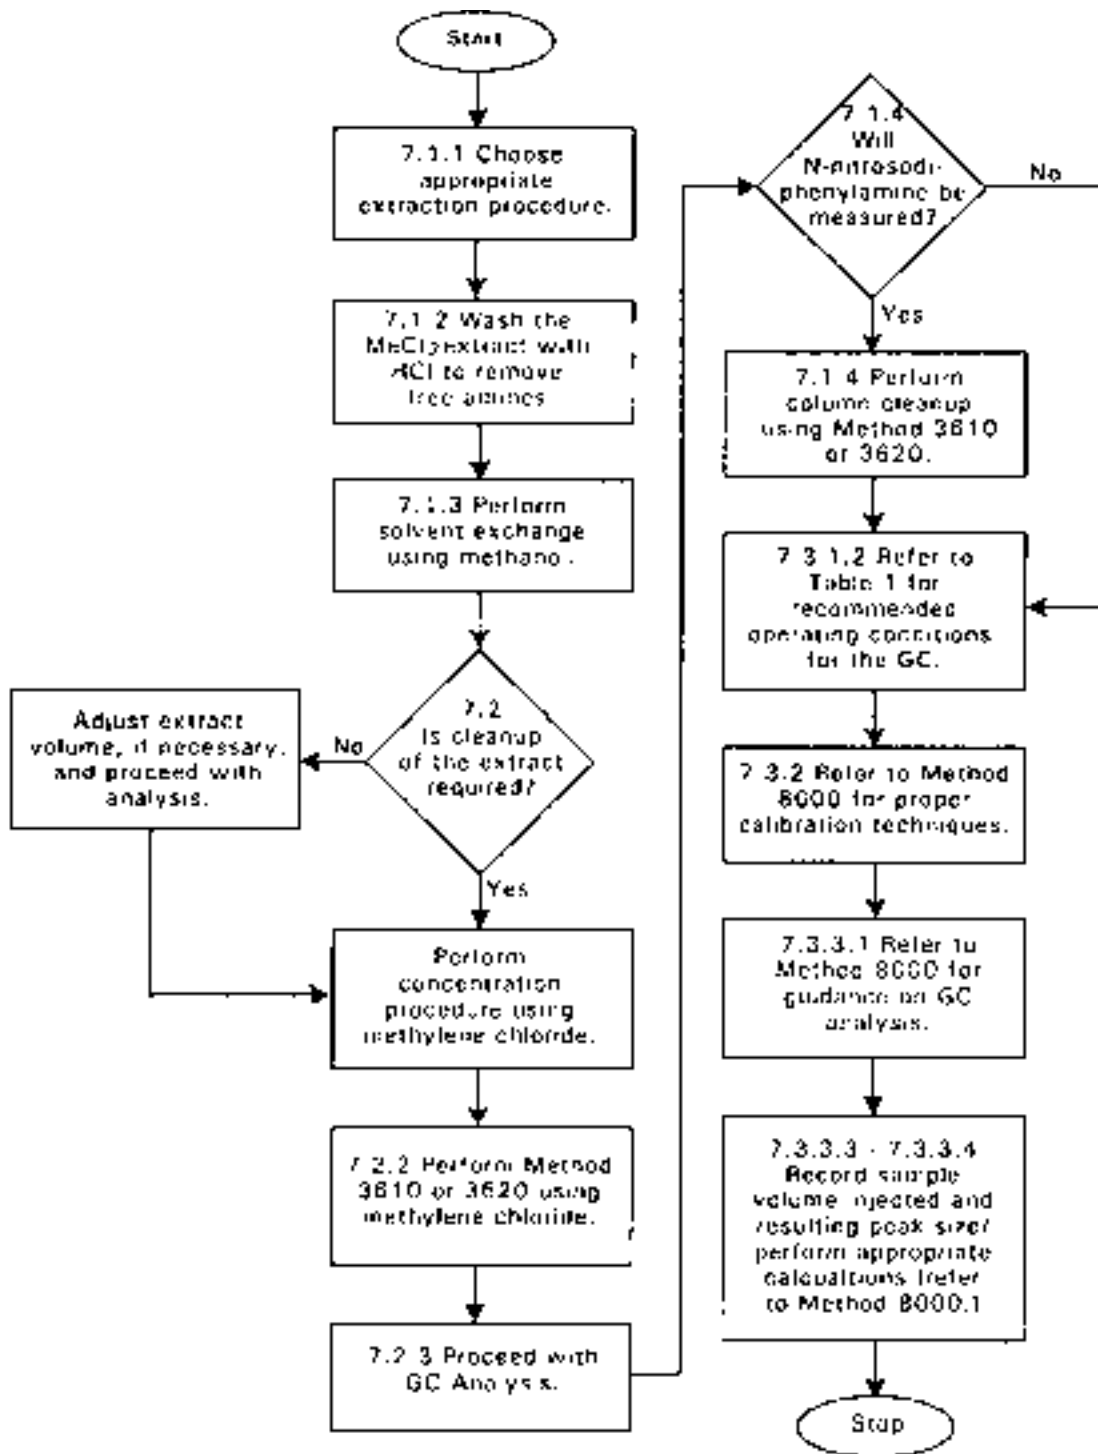 Start
7.1.1 Choose
appropriate
extraction procedure.
7.1.2 Wash the
MeCl2 extract with
HCl to remove
free amines
7.1.3 Perform
solvent exchange
using methanol.
7.2
Is cleanup
of the extract
required?
No
Adjust extract
volume, if necessary,
and proceed with
analysis.
Yes
Perform
concentration
procedure using
methylene chloride.
7.2.2 Perform Method
3610 or 3620 using
methylene chloride.
7.2.3 Proceed with
GC Analysis.
7.1.4
Will
N-nitrosodi-
phenylamine be
measured?
No
Yes
7.1.4 Perform
column cleanup
using Method 3610
or 3620.
7.3.1.2 Refer to
Table 1 for
recommended
operating conditions
for the GC.
7.3.2 Refer to Method
8000 for proper
calibration techniques.
7.3.3.1 Refer to
Method 8000 for
guidance on GC
analysis.
7.3.3.3 - 7.3.3.4
Record sample
volume injected and
resulting peak size/
perform appropriate
calculations (refer
to Method 8000.)
Stop